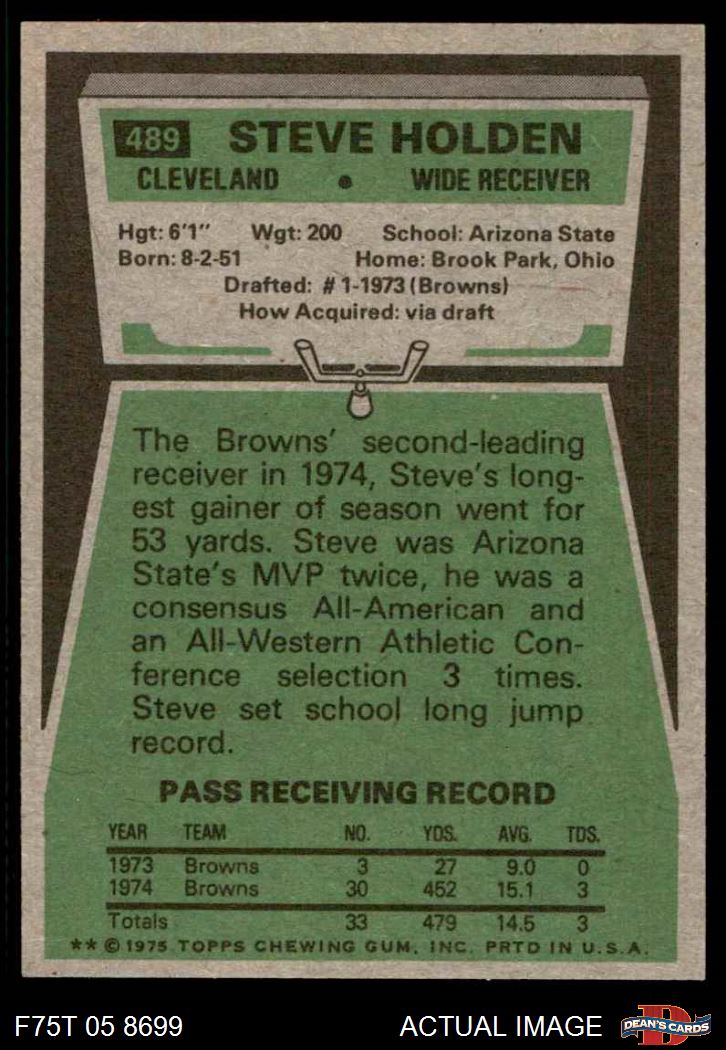 489 STEVE HOLDEN
CLEVELAND • WIDE RECEIVER
Hgt: 6'1" Wgt: 200 School: Arizona State
Born: 8-2-51 Home: Brook Park, Ohio
Drafted: #1-1973 (Browns)
How Acquired: via draft
The Browns' second-leading
receiver in 1974, Steve's long-
est gainer of season went for
53 yards. Steve was Arizona
State's MVP twice, he was a
consensus All-American and
an All-Western Athletic Con-
ference selection 3 times.
Steve set school long jump
record.
PASS RECEIVING RECORD
YEAR TEAM NO. YDS. AVG. TDS.
1973 Browns 3 27 9.0 0
1974 Browns 30 452 15.1 3
Totals 33 479 14.5 3
** © 1975 TOPPS CHEWING GUM, INC. PRTD IN U.S.A.
F75T 05 8699 ACTUAL IMAGE D DEAN'S CARDS